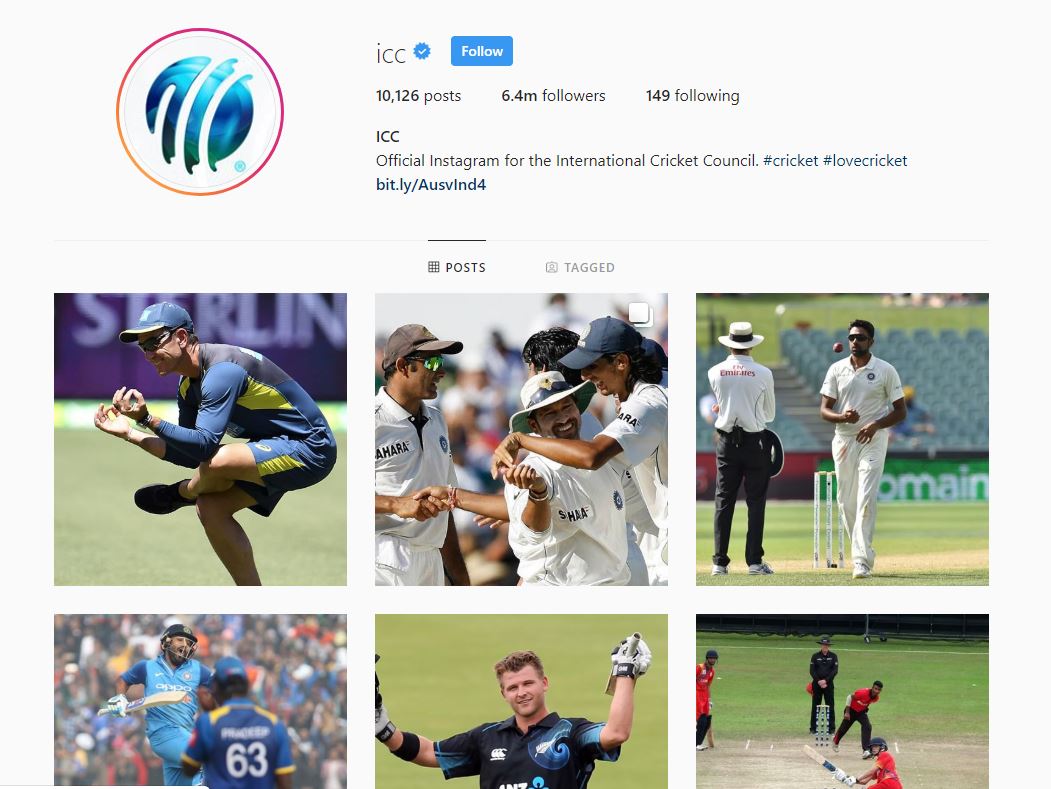 icc Follow
10,126 posts 6.4m followers 149 following
ICC
Official Instagram for the International Cricket Council. #cricket #lovecricket
bit.ly/AusvInd4
POSTS TAGGED
STERLIN
SAHARA
SAHARA
SAHARA
Fly
Emirates
omain
oppo
PRADEEP
63
ANZ